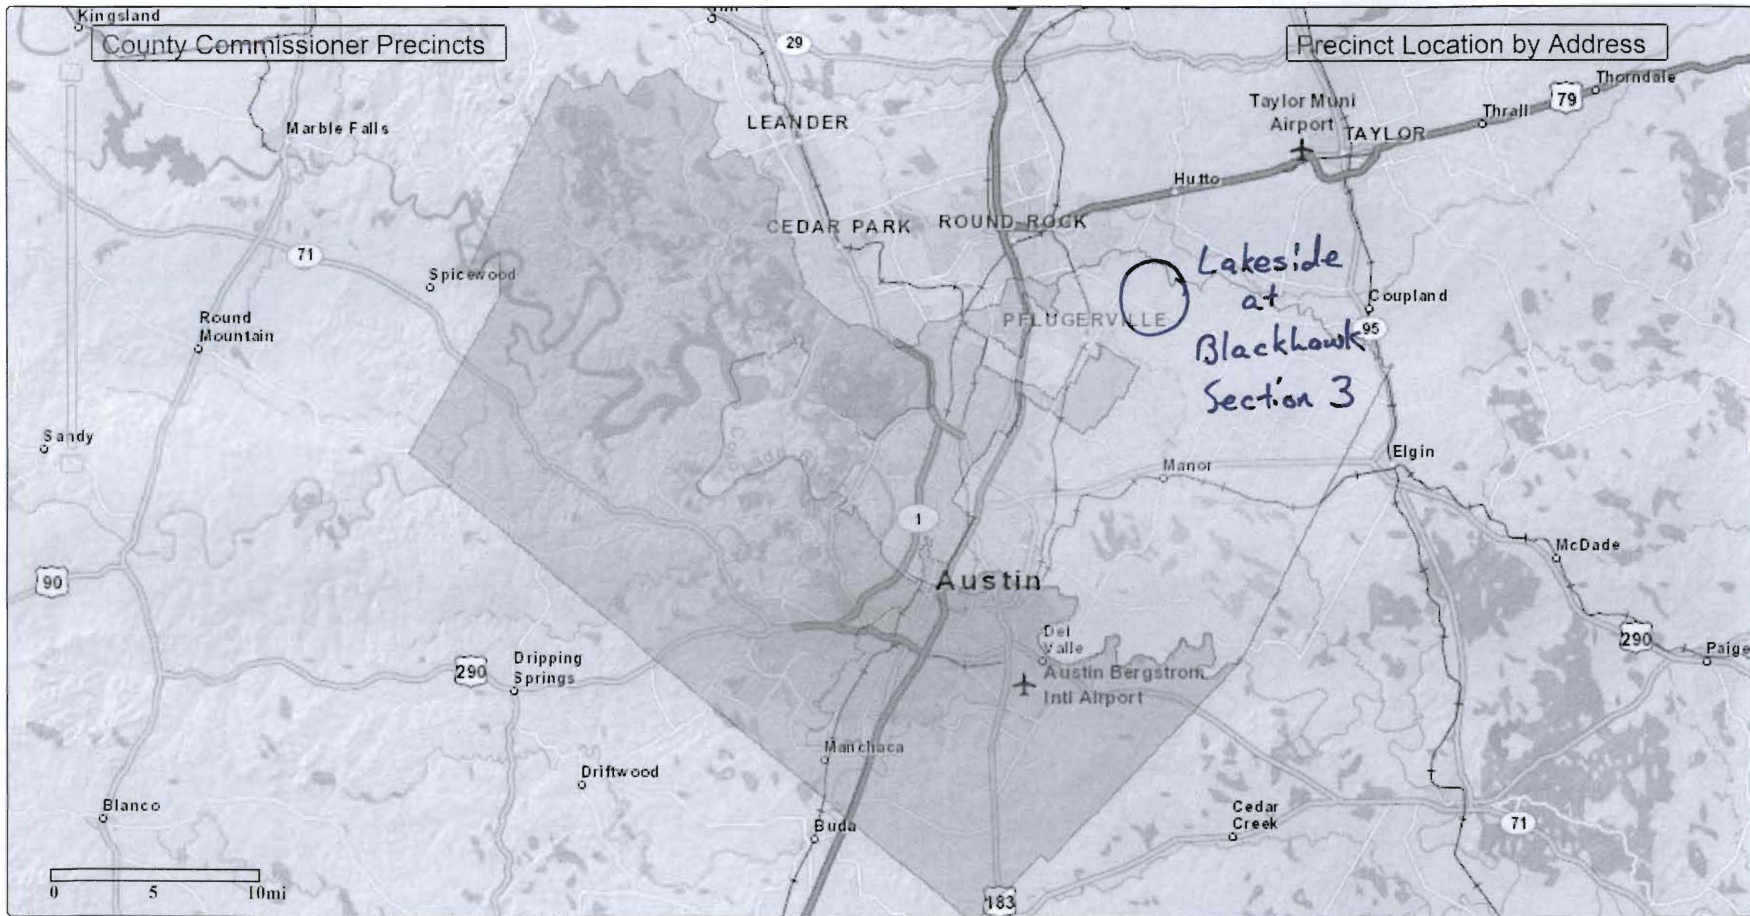 Kingsland
County Commissioner Precincts
29
Precinct Location by Address
Thorndale
79
Thrall
Taylor Muni
Airport
TAYLOR
Marble Falls
LEANDER
Hutto
CEDAR PARK
ROUND ROCK
71
Spicewood
Lakeside
at
Blackhawk
Section 3
Coupland
95
Round
Mountain
PFLUGERVILLE
Sandy
Elgin
Manor
1
McDade
90
Austin
290
Paige
Del
Valle
Austin Bergstrom
Intl Airport
290
Dripping
Springs
Manchaca
Driftwood
Blanco
Buda
Cedar
Creek
71
0 5 10mi
183